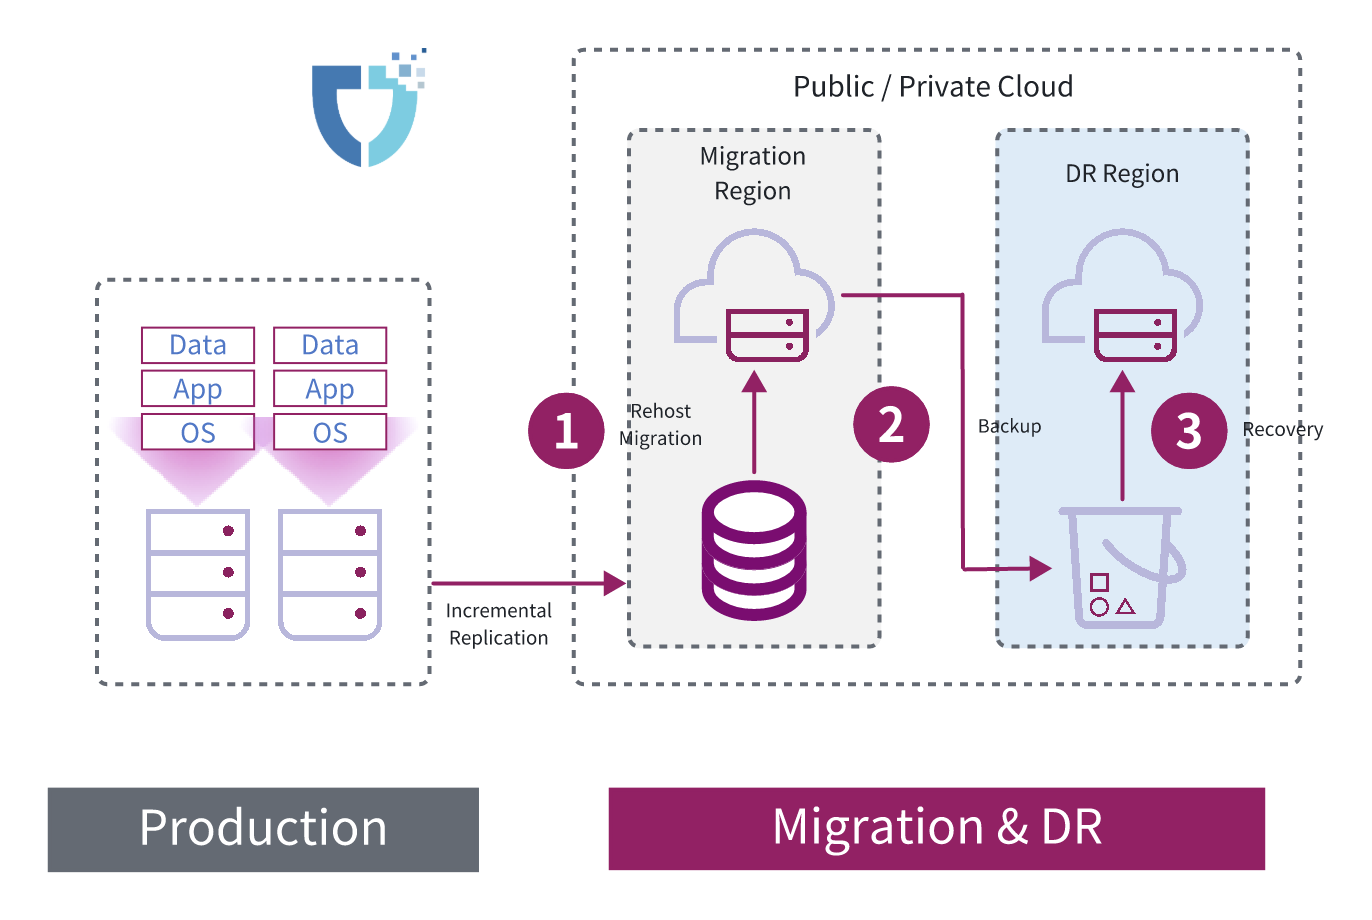 Public / Private Cloud
Migration
Region
DR Region
Data
Data
App
App
OS
OS
1
Rehost
Migration
2
Backup
3
Recovery
Incremental
Replication
Production
Migration & DR